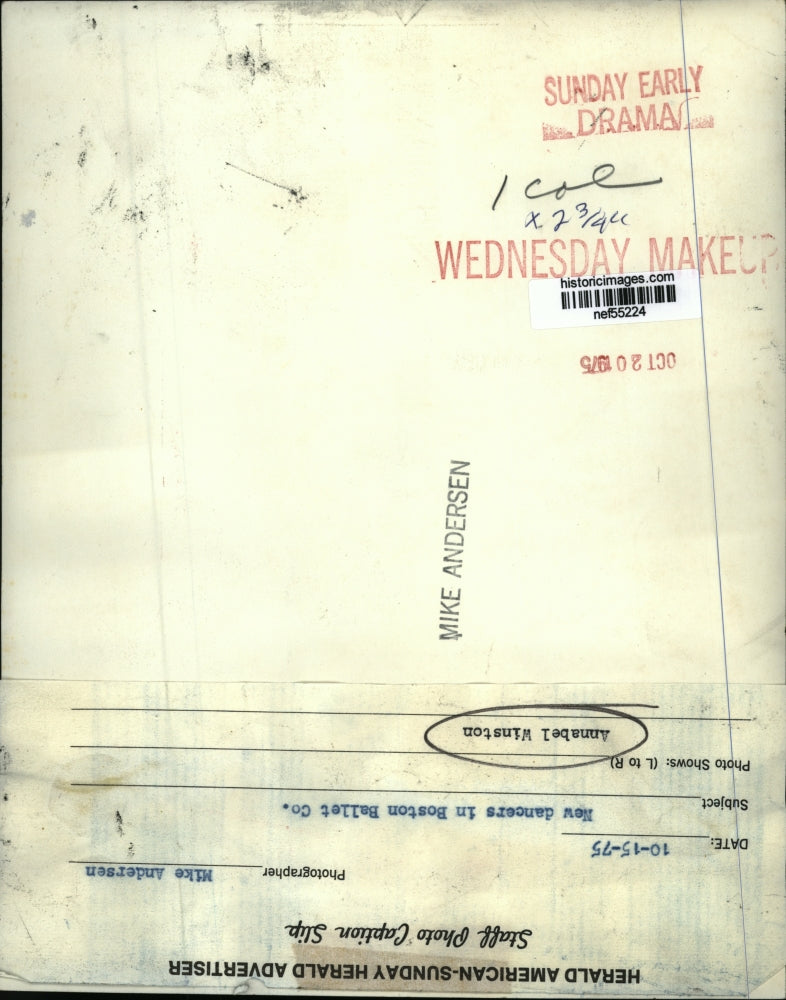 SUNDAY EARLY
DRAMA
1 col
x 2 3/4
WEDNESDAY MAKEUP
historicimages.com
nef55224
OCT 20 1975
MIKE ANDERSEN
HERALD AMERICAN-SUNDAY HERALD ADVERTISER
Staff Photo Caption Slip
Photographer Mike Andersen
DATE: 10-15-75
Subject New dancers in Boston Ballet Co.
Photo Shows: (L to R)
Annabel Winston